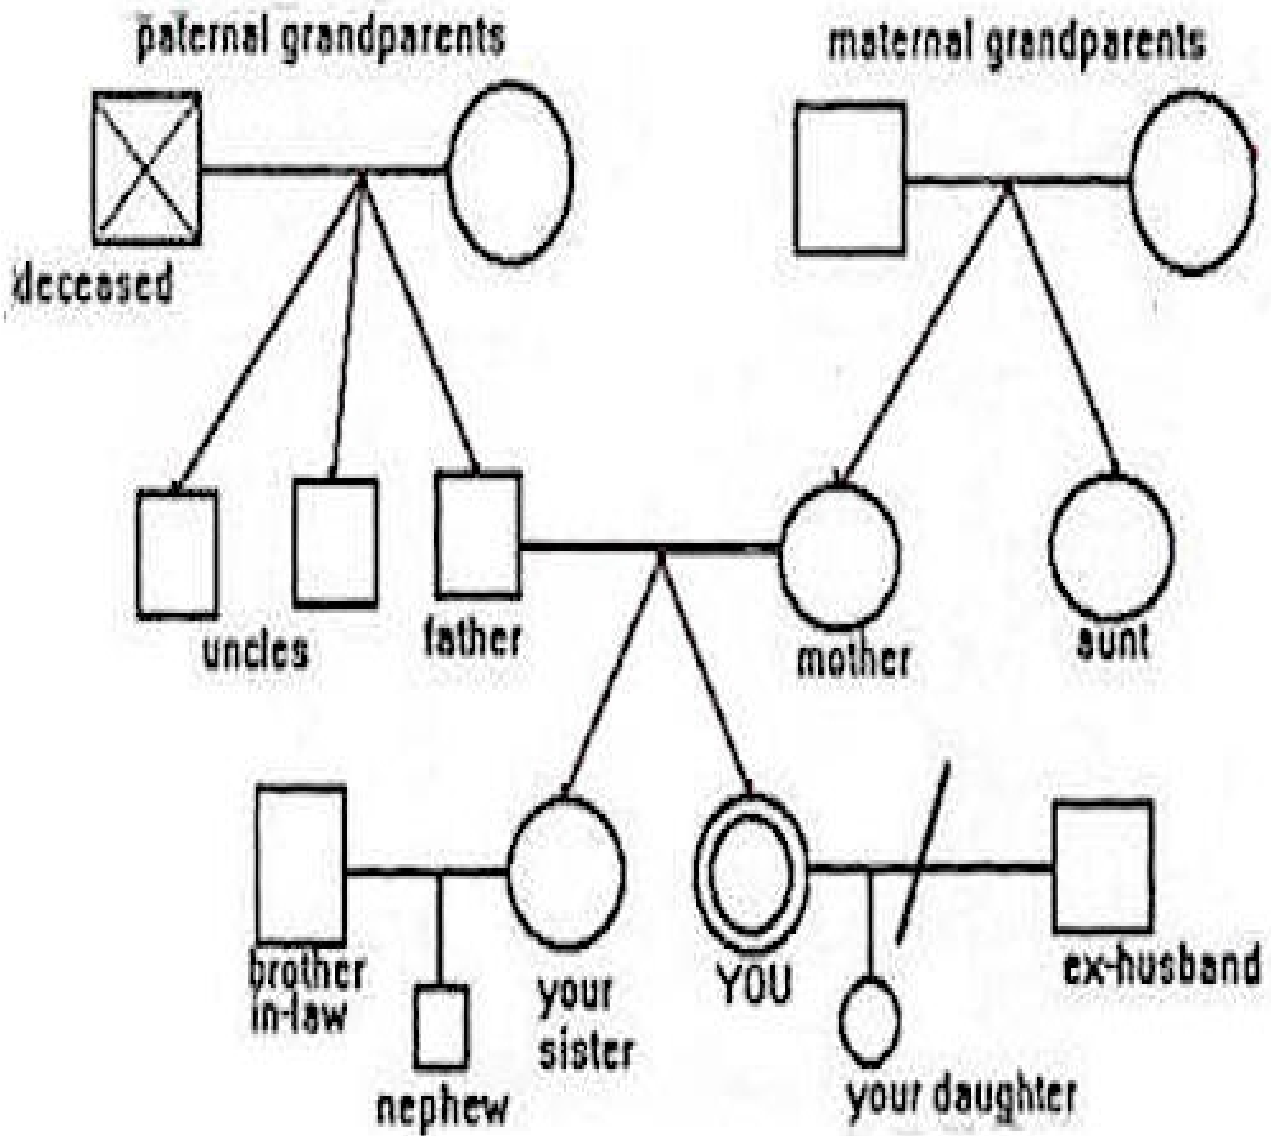 paternal grandparents
maternal grandparents
deceased
uncles
father
mother
aunt
brother
in-law
nephew
your
sister
YOU
your daughter
ex-husband